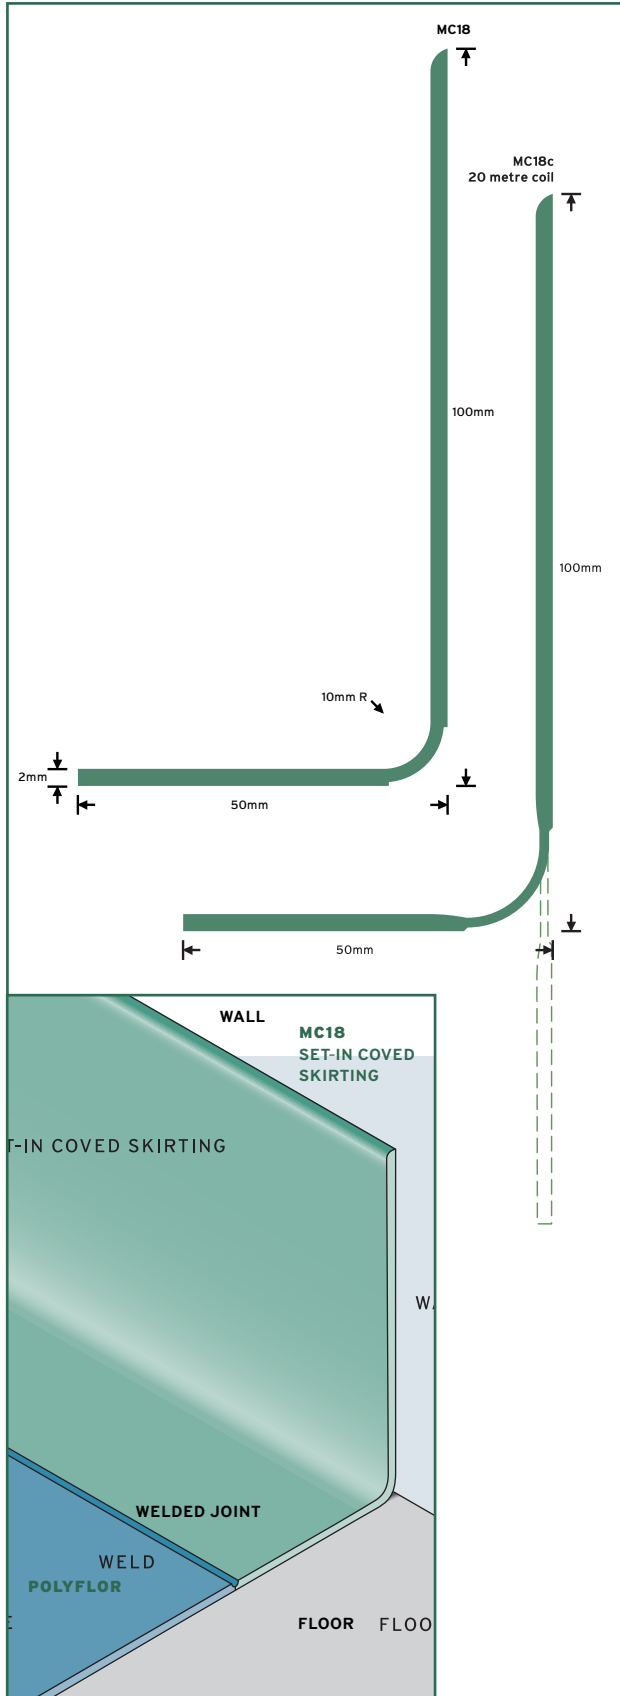 MC18
MC18c
20 metre coil
100mm
100mm
10mm R
2mm
50mm
50mm
WALL
MC18
SET-IN COVED
SKIRTING
T-IN COVED SKIRTING
WELDED JOINT
WELD
POLYFLOR
FLOOR
FLOO